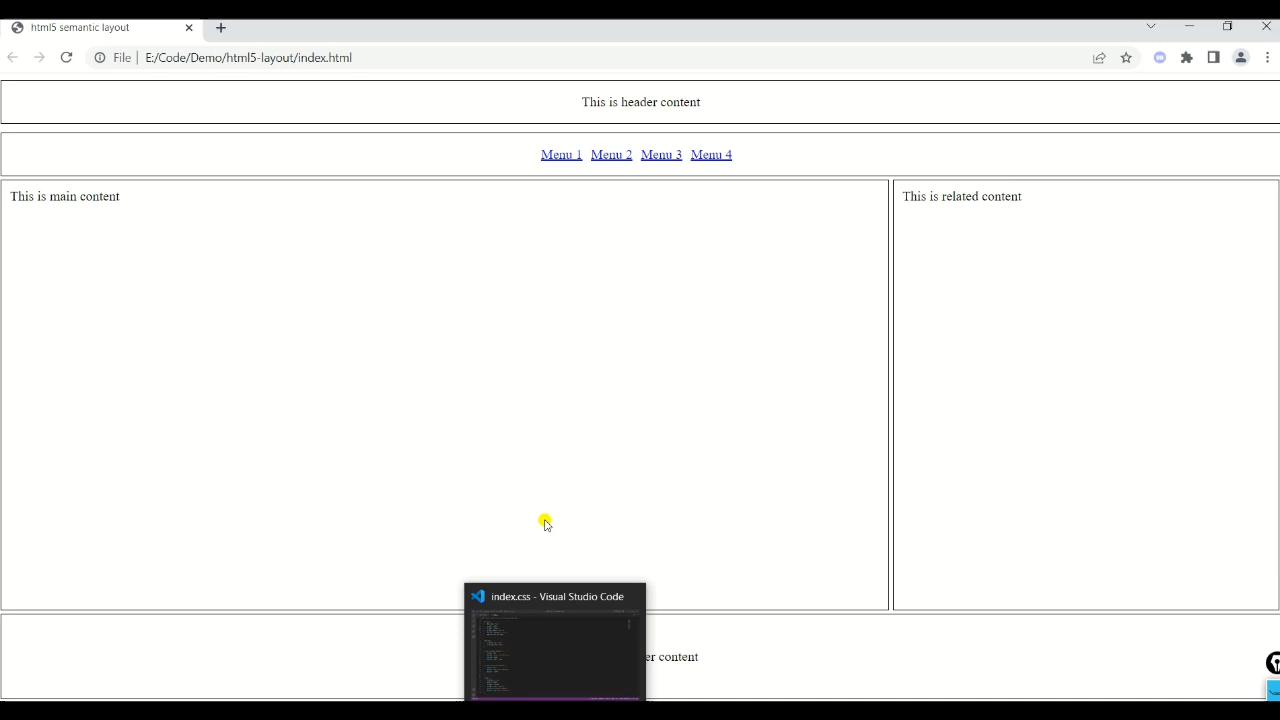 html5 semantic layout
File E:/Code/Demo/html5-layout/index.html
This is header content
Menu 1 Menu 2 Menu 3 Menu 4
This is main content
This is related content
index.css - Visual Studio Code
content